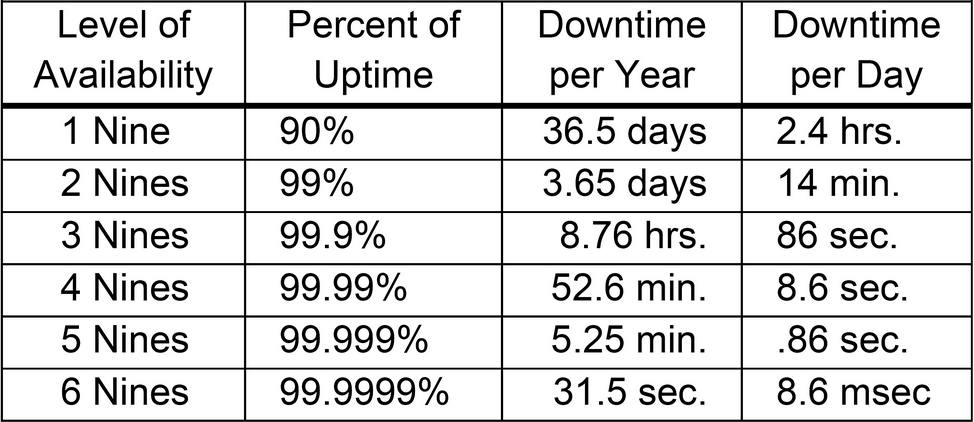 Level of Availability Percent of Uptime Downtime per Year Downtime per Day
1 Nine 90% 36.5 days 2.4 hrs.
2 Nines 99% 3.65 days 14 min.
3 Nines 99.9% 8.76 hrs. 86 sec.
4 Nines 99.99% 52.6 min. 8.6 sec.
5 Nines 99.999% 5.25 min. .86 sec.
6 Nines 99.9999% 31.5 sec. 8.6 msec